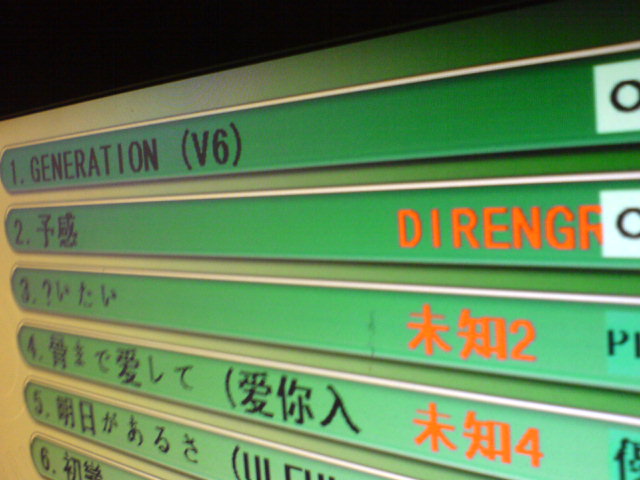 1.GENERATION (V6)
2.予感 DIRENGR
3.?いたい 未知2
4.骨まで愛して (愛你入 未知4
5.明日があるさ
6.初戀